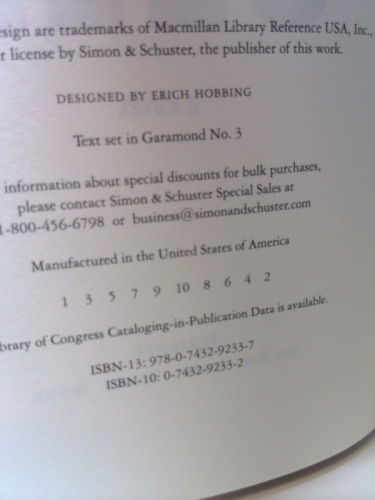 esign are trademarks of Macmillan Library Reference USA, Inc.,
r license by Simon & Schuster, the publisher of this work.
DESIGNED BY ERICH HOBBING
Text set in Garamond No. 3
information about special discounts for bulk purchases,
please contact Simon & Schuster Special Sales at
1-800-456-6798 or business@simonandschuster.com
Manufactured in the United States of America
1 3 5 7 9 10 8 6 4 2
brary of Congress Cataloging-in-Publication Data is available.
ISBN-13: 978-0-7432-9233-7
ISBN-10: 0-7432-9233-2